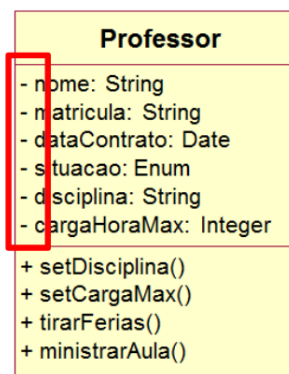 Professor
- nome: String
- matricula: String
- dataContrato: Date
- situacao: Enum
- disciplina: String
- cargaHoraMax: Integer
+ setDisciplina()
+ setCargaMax()
+ tirarFerias()
+ ministrarAula()